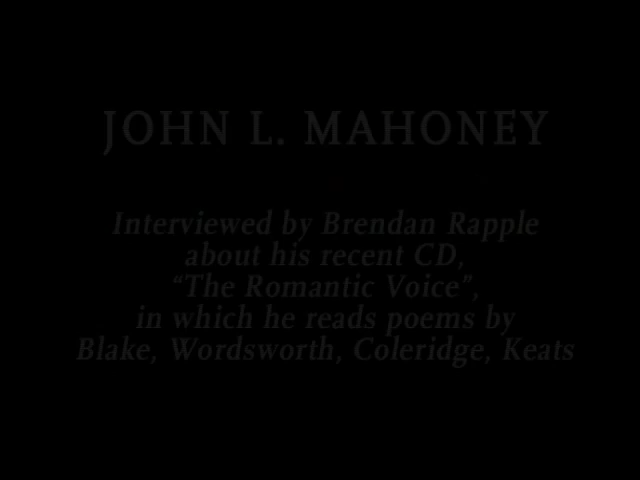 JOHN L. MAHONEY
Interviewed by Brendan Rapple
about his recent CD,
“The Romantic Voice”,
in which he reads poems by
Blake, Wordsworth, Coleridge, Keats